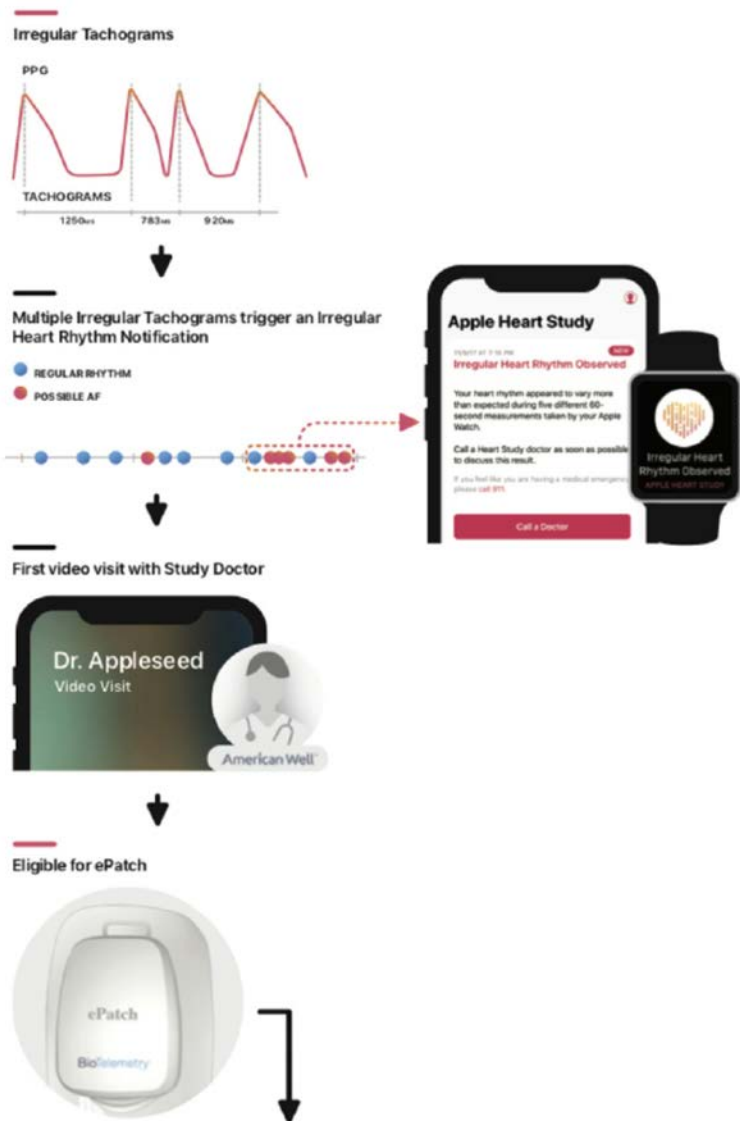 Irregular Tachograms
PPG
TACHOGRAMS
1250ms
783ms
920ms
Multiple Irregular Tachograms trigger an Irregular
Heart Rhythm Notification
REGULAR RHYTHM
POSSIBLE AF
Apple Heart Study
AT 7:16 PM
NEW
Irregular Heart Rhythm Observed
Your heart rhythm appeared to vary more
than expected during five different 60-
second measurements taken by your Apple
Watch.
Call a Heart Study doctor as soon as possible
to discuss this result.
If you feel like you are having a medical emergency
please call 911.
Call a Doctor
Irregular Heart
Rhythm Observed
APPLE HEART STUDY
First video visit with Study Doctor
Dr. Appleseed
Video Visit
American Well
Eligible for ePatch
ePatch
BioTelemetry